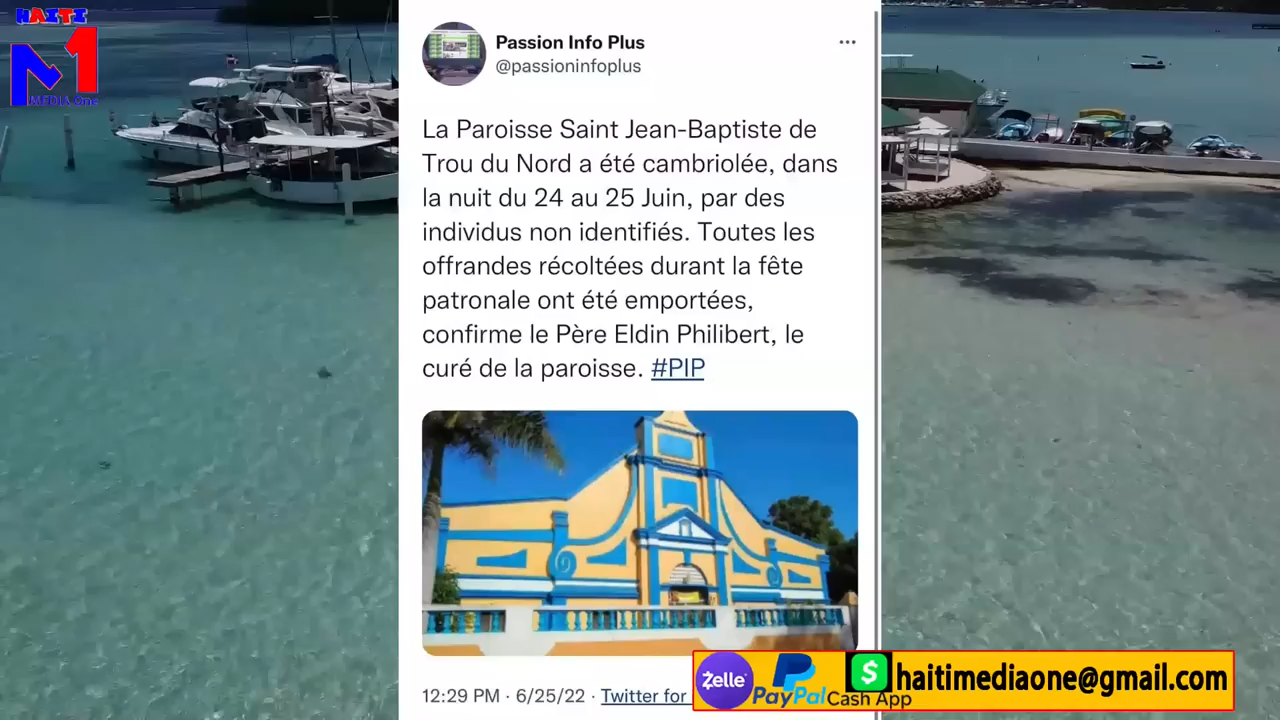 HAITI
M1
MEDIA One
Passion Info Plus
@passioninfoplus
La Paroisse Saint Jean-Baptiste de
Trou du Nord a été cambriolée, dans
la nuit du 24 au 25 Juin, par des
individus non identifiés. Toutes les
offrandes récoltées durant la fête
patronale ont été emportées,
confirme le Père Eldin Philibert, le
curé de la paroisse. #PIP
12:29 PM · 6/25/22 · Twitter for
Zelle
PayPal
$
Cash App
haitimediaone@gmail.com